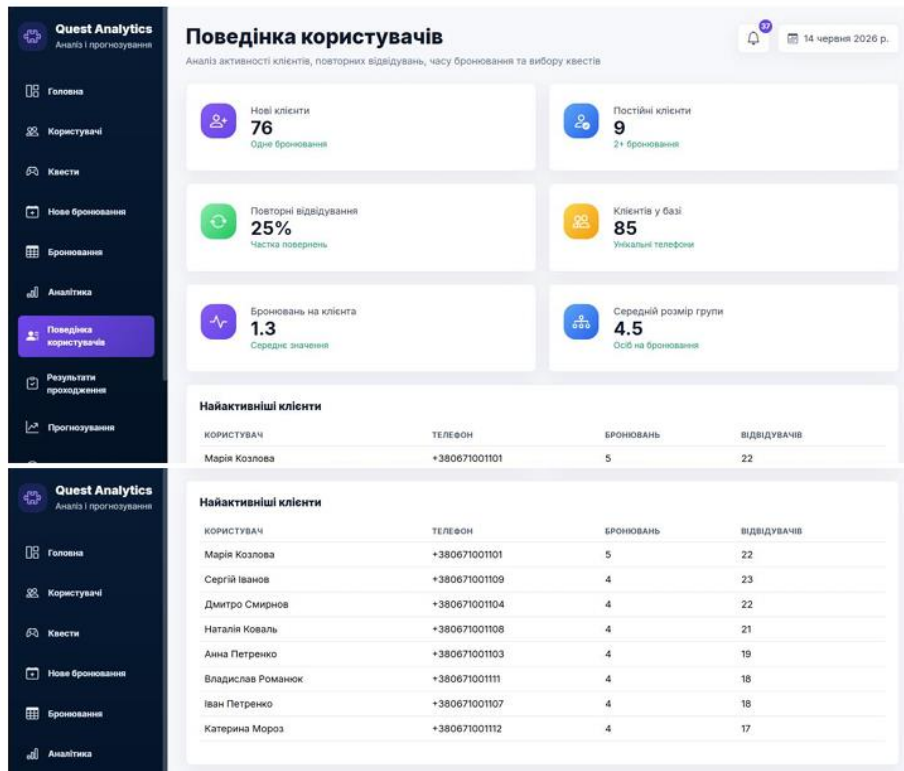 Quest Analytics
Аналіз і прогнозування
Головна
Користувачі
Квести
Нове бронювання
Бронювання
Аналітика
Поведінка
користувачів
Результати
проходження
Прогнозування
Поведінка користувачів
Аналіз активності клієнтів, повторних відвідувань, часу бронювання та вибору квестів
37
14 червня 2026 р.
Нові клієнти
76
Одне бронювання
Постійні клієнти
9
2+ бронювання
Повторні відвідування
25%
Частка повернень
Клієнтів у базі
85
Унікальні телефони
Бронювань на клієнта
1.3
Середнє значення
Середній розмір групи
4.5
Осіб на бронювання
Найактивніші клієнти
КОРИСТУВАЧ ТЕЛЕФОН БРОНЮВАНЬ ВІДВІДУВАЧІВ
Марія Козлова +380671001101 5 22
Quest Analytics
Аналіз і прогнозування
Головна
Користувачі
Квести
Нове бронювання
Бронювання
Аналітика
Найактивніші клієнти
КОРИСТУВАЧ ТЕЛЕФОН БРОНЮВАНЬ ВІДВІДУВАЧІВ
Марія Козлова +380671001101 5 22
Сергій Іванов +380671001109 4 23
Дмитро Смирнов +380671001104 4 22
Наталія Коваль +380671001108 4 21
Анна Петренко +380671001103 4 19
Владислав Романюк +380671001111 4 18
Іван Петренко +380671001107 4 18
Катерина Мороз +380671001112 4 17